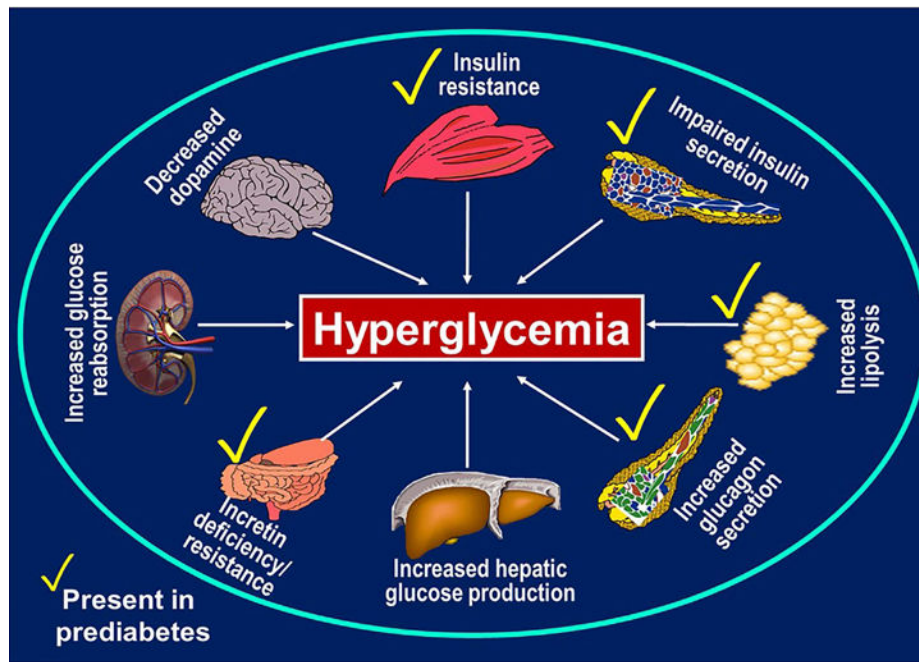 Insulin
resistance
Impaired insulin
secretion
Decreased
dopamine
Increased glucose
reabsorption
Hyperglycemia
Increased
lipolysis
Incretin
deficiency/
resistance
Increased hepatic
glucose production
Increased
glucagon
secretion
Present in
prediabetes